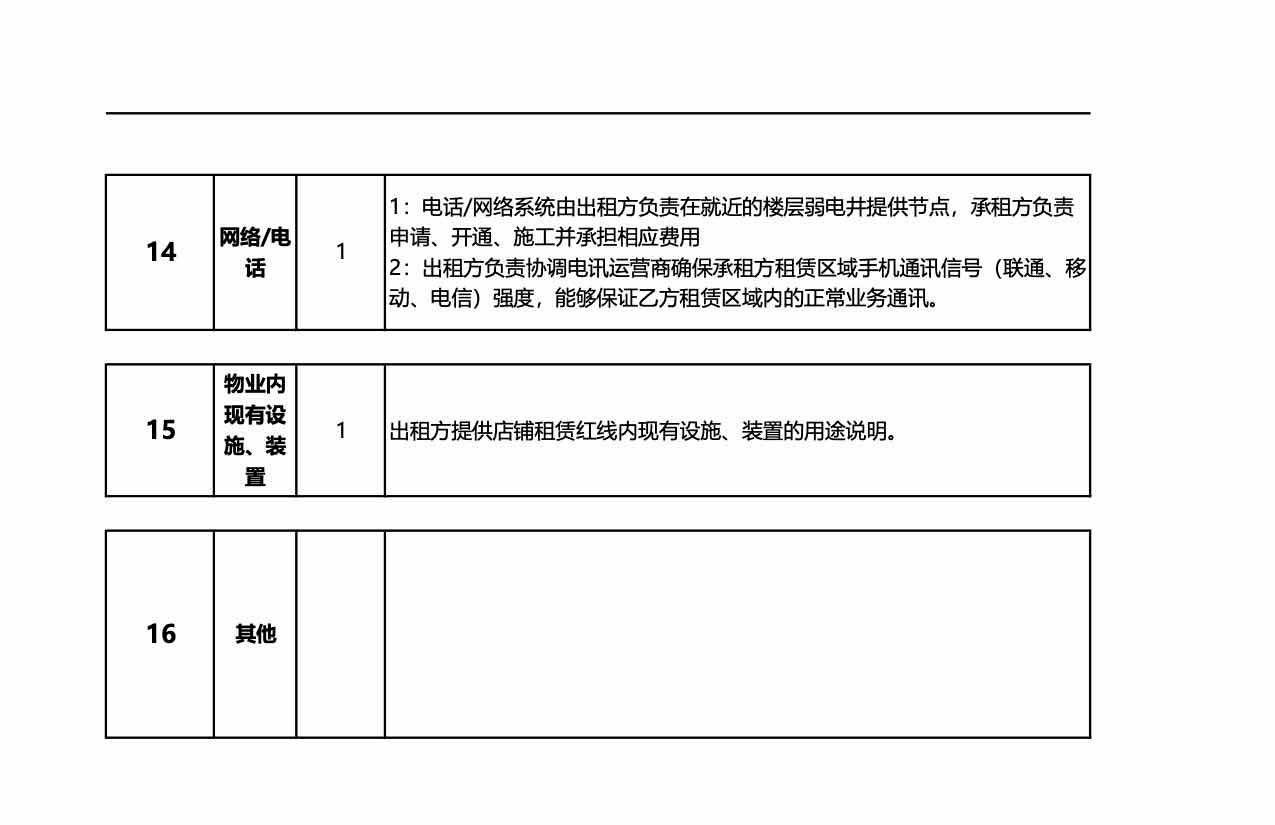 14
网络/电
话
1
1：电话/网络系统由出租方负责在就近的楼层弱电井提供节点，承租方负责
申请、开通、施工并承担相应费用
2：出租方负责协调电讯运营商确保承租方租赁区域手机通讯信号（联通、移
动、电信）强度，能够保证乙方租赁区域内的正常业务通讯。
15
物业内
现有设
施、装
置
1
出租方提供店铺租赁红线内现有设施、装置的用途说明。
16
其他